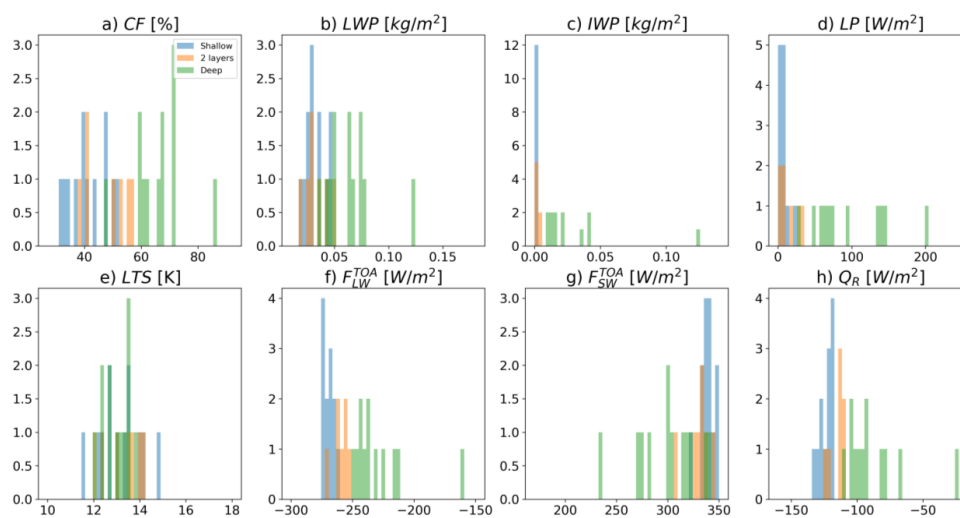 a) CF [%]
b) LWP [kg/m²]
c) IWP [kg/m²]
d) LP [W/m²]
Shallow
2 layers
Deep
3.0
2.5
2.0
1.5
1.0
0.5
0.0
40 60 80
3.0
2.5
2.0
1.5
1.0
0.5
0.0
0.05 0.10 0.15
12
10
8
6
4
2
0
0.00 0.05 0.10 0.15
5
4
3
2
1
0
0 100 200
e) LTS [K]
f) F_LW^TOA [W/m²]
g) F_SW^TOA [W/m²]
h) Q_R [W/m²]
3.0
2.5
2.0
1.5
1.0
0.5
0.0
10 12 14 16 18
4
3
2
1
0
−300 −250 −200 −150
3.0
2.5
2.0
1.5
1.0
0.5
0.0
200 250 300 350
4
3
2
1
0
−150 −100 −50